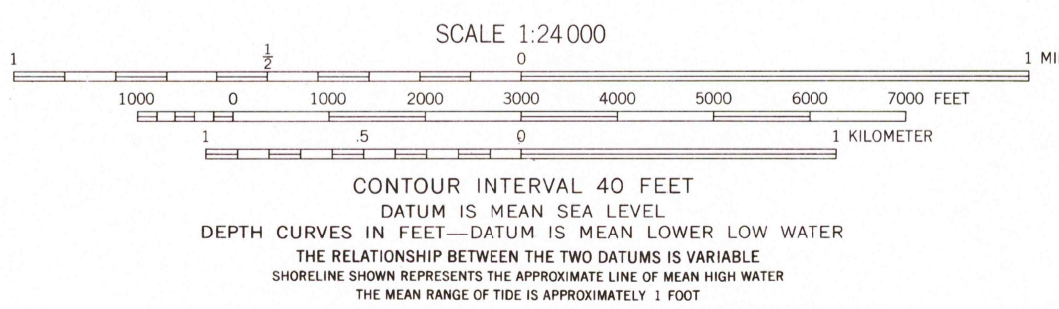 SCALE 1:24 000
1 1/2 0 1
1000 0 1000 2000 3000 4000 5000 6000 7000 FEET
1 .5 0 1 KILOMETER
CONTOUR INTERVAL 40 FEET
DATUM IS MEAN SEA LEVEL
DEPTH CURVES IN FEET—DATUM IS MEAN LOWER LOW WATER
THE RELATIONSHIP BETWEEN THE TWO DATUMS IS VARIABLE
SHORELINE SHOWN REPRESENTS THE APPROXIMATE LINE OF MEAN HIGH WATER
THE MEAN RANGE OF TIDE IS APPROXIMATELY 1 FOOT